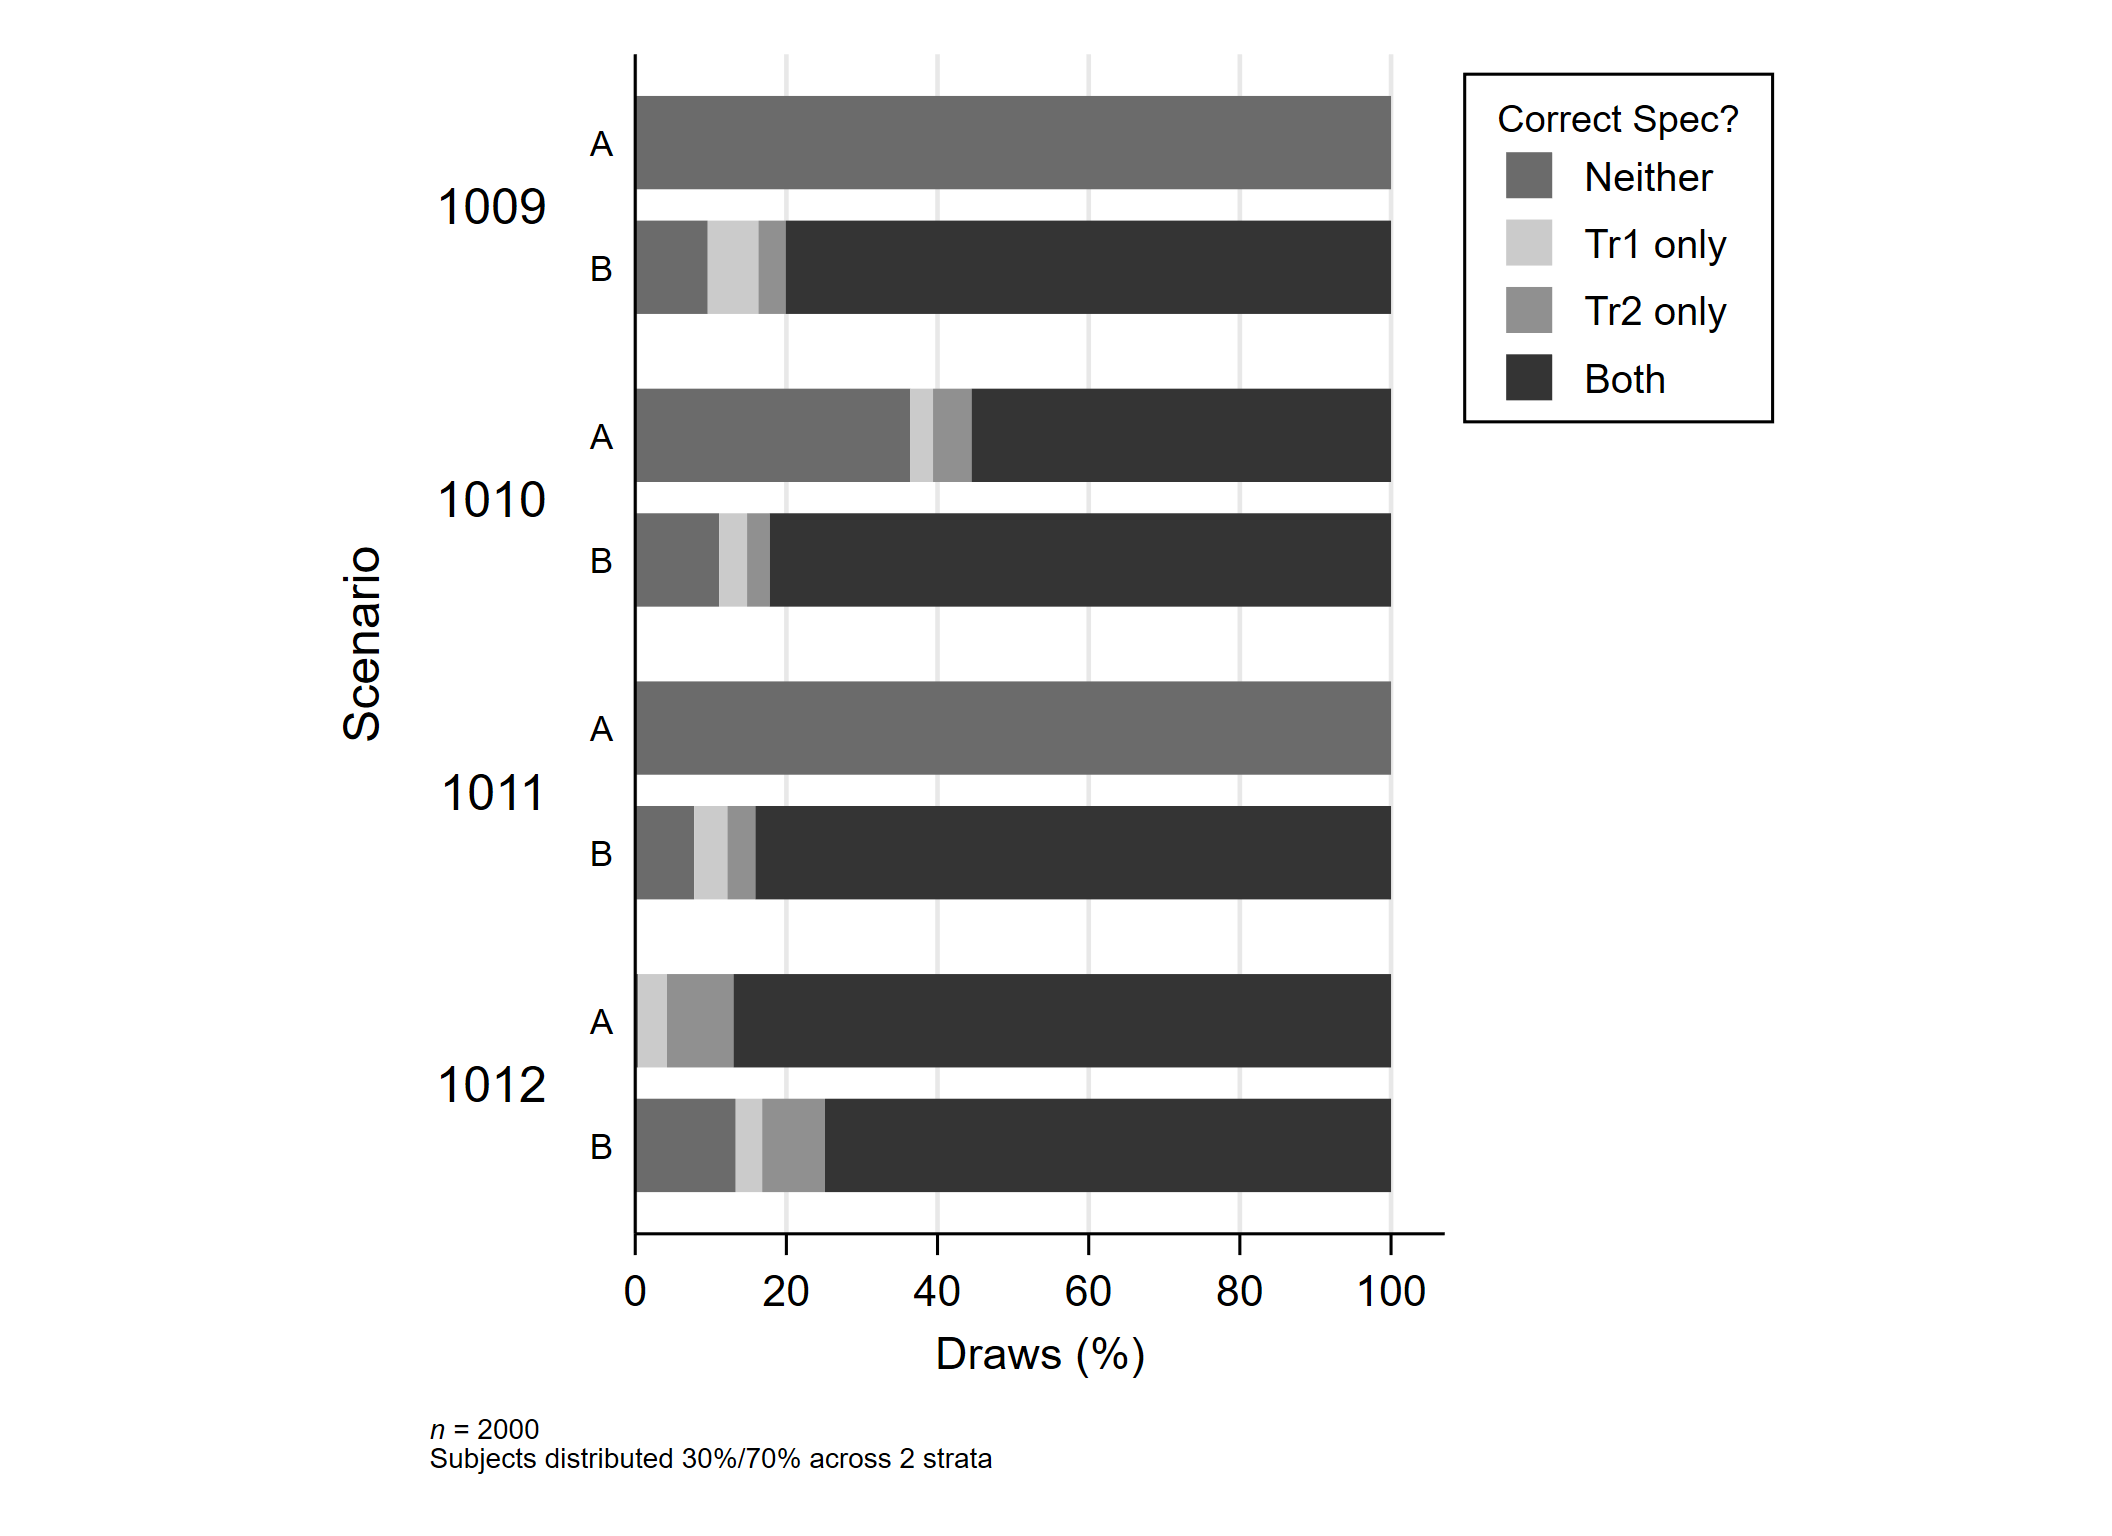 Correct Spec?
Neither
Tr1 only
Tr2 only
Both
Scenario
1009
A
B
1010
A
B
1011
A
B
1012
A
B
0 20 40 60 80 100
Draws (%)
n = 2000
Subjects distributed 30%/70% across 2 strata